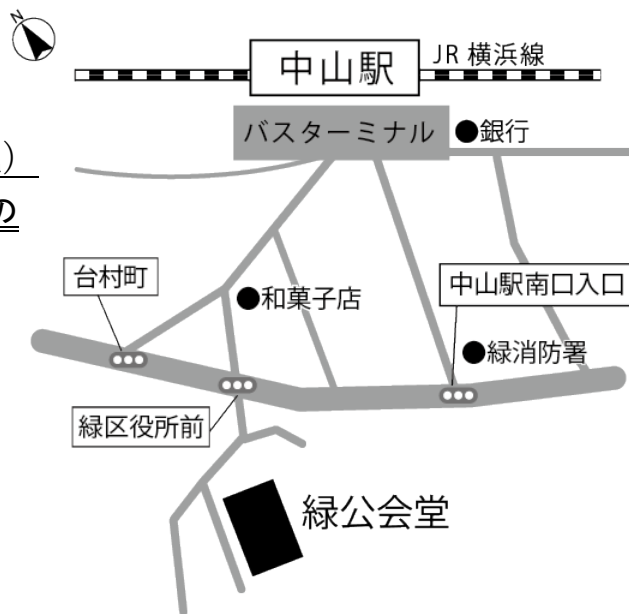 N
中山駅
JR 横浜線
バスターミナル
●銀行
)
の
台村町
●和菓子店
中山駅南口入口
●緑消防署
緑区役所前
緑公会堂